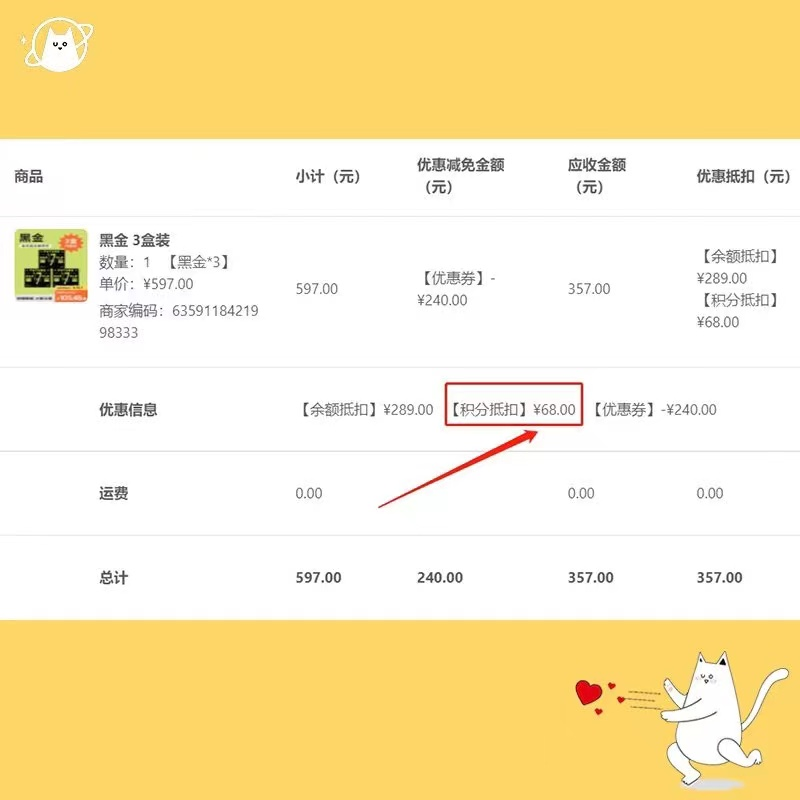 商品
小计（元）
优惠减免金额
（元）
应收金额
（元）
优惠抵扣（元）
黑金
黑金 3盒装
数量：1 【黑金*3】
单价：¥597.00
商家编码：63591184219
98333
597.00
【优惠券】-
¥240.00
357.00
【余额抵扣】
¥289.00
【积分抵扣】
¥68.00
优惠信息
【余额抵扣】¥289.00
【积分抵扣】¥68.00
【优惠券】-¥240.00
运费
0.00
0.00
0.00
总计
597.00
240.00
357.00
357.00